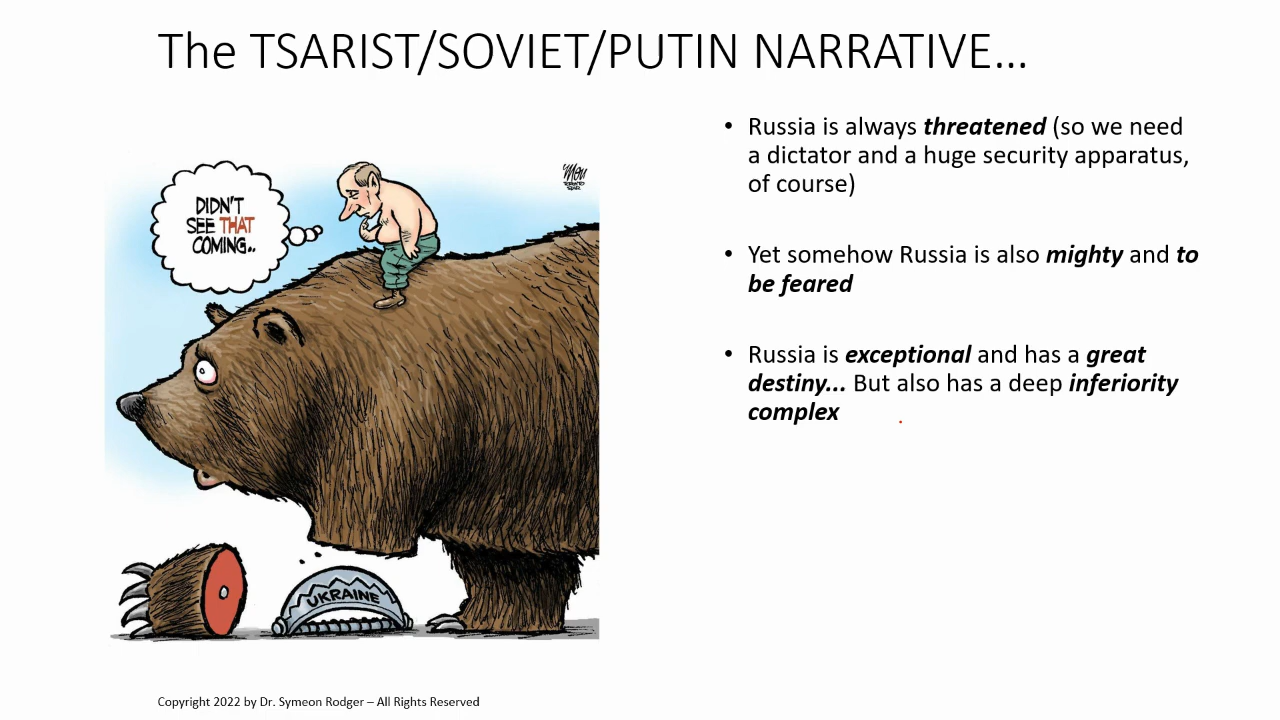 The TSARIST/SOVIET/PUTIN NARRATIVE...
DIDN'T
SEE THAT
COMING..
TORONTO
STAR
UKRAINE
• Russia is always threatened (so we need
a dictator and a huge security apparatus,
of course)
• Yet somehow Russia is also mighty and to
be feared
• Russia is exceptional and has a great
destiny... But also has a deep inferiority
complex
Copyright 2022 by Dr. Symeon Rodger – All Rights Reserved